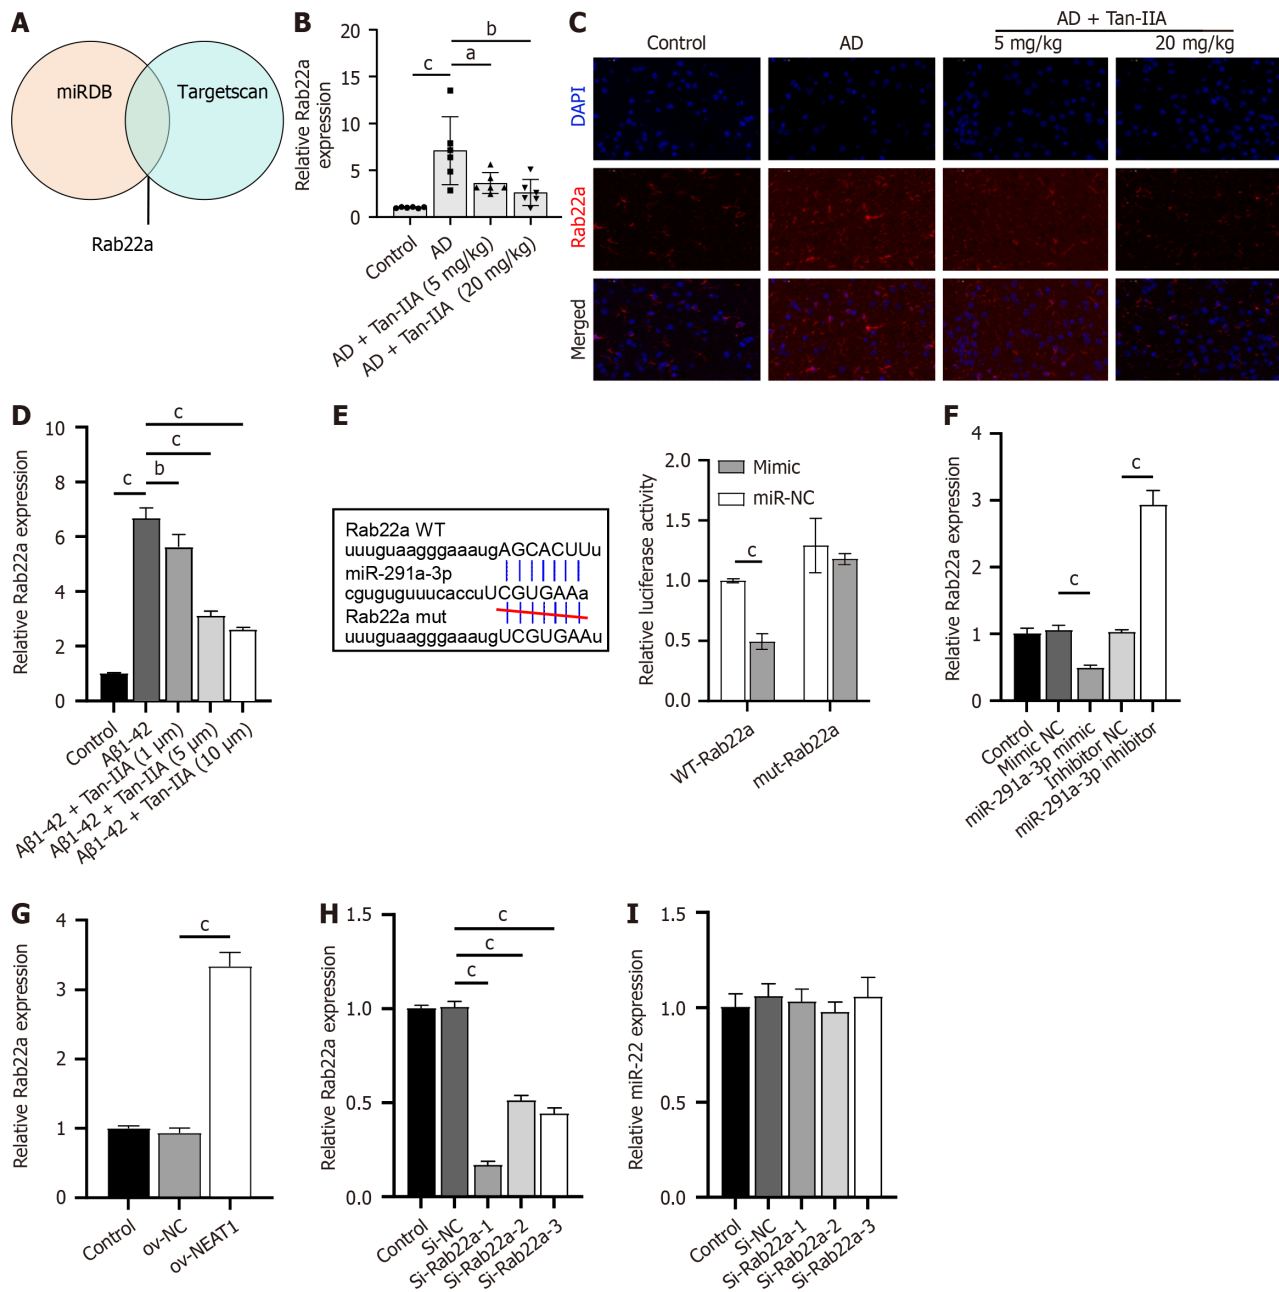 A
miRDB
Targetscan
Rab22a
B
Relative Rab22a
expression
20
15
10
5
0
b
a
c
Control
AD
AD + Tan-IIA (5 mg/kg)
AD + Tan-IIA (20 mg/kg)
C
AD + Tan-IIA
Control
AD
5 mg/kg
20 mg/kg
DAPI
Rab22a
Merged
D
Relative Rab22a expression
10
8
6
4
2
0
c
c
c
b
Control
Aβ1-42
Aβ1-42 + Tan-IIA (1 μm)
Aβ1-42 + Tan-IIA (5 μm)
Aβ1-42 + Tan-IIA (10 μm)
E
Rab22a WT
uuuguaagggaaaugAGCACUUu
miR-291a-3p
cguguguuucaccuUCGUGAAa
Rab22a mut
uuuguaagggaaaugUCGUGAAu
Relative luciferase activity
2.0
1.5
1.0
0.5
0.0
Mimic
miR-NC
c
WT-Rab22a
mut-Rab22a
F
Relative Rab22a expression
4
3
2
1
0
c
c
Control
Mimic NC
miR-291a-3p mimic
Inhibitor NC
miR-291a-3p inhibitor
G
Relative Rab22a expression
4
3
2
1
0
c
Control
ov-NC
ov-NEAT1
H
Relative Rab22a expression
1.5
1.0
0.5
0.0
c
c
c
Control
Si-NC
Si-Rab22a-1
Si-Rab22a-2
Si-Rab22a-3
I
Relative miR-22 expression
1.5
1.0
0.5
0.0
Control
Si-NC
Si-Rab22a-1
Si-Rab22a-2
Si-Rab22a-3